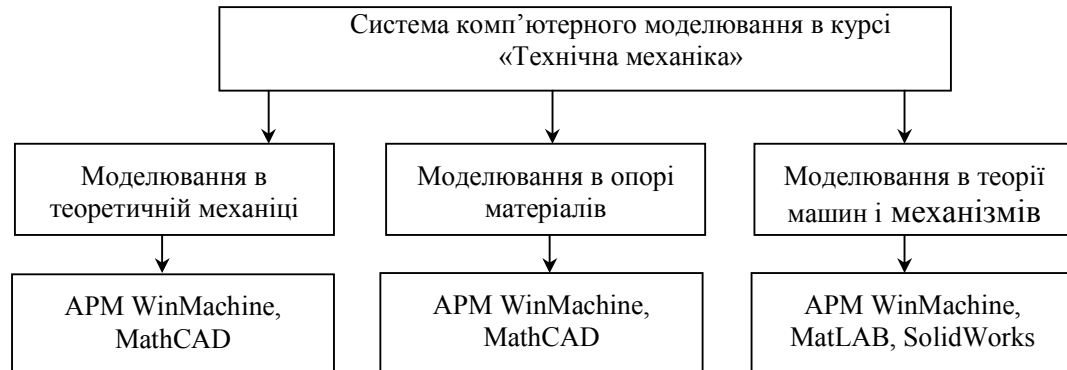 Система комп’ютерного моделювання в курсі
«Технічна механіка»
Моделювання в
теоретичній механіці
Моделювання в опорі
матеріалів
Моделювання в теорії
машин і механізмів
APM WinMachine,
MathCAD
APM WinMachine,
MathCAD
APM WinMachine,
MatLAB, SolidWorks